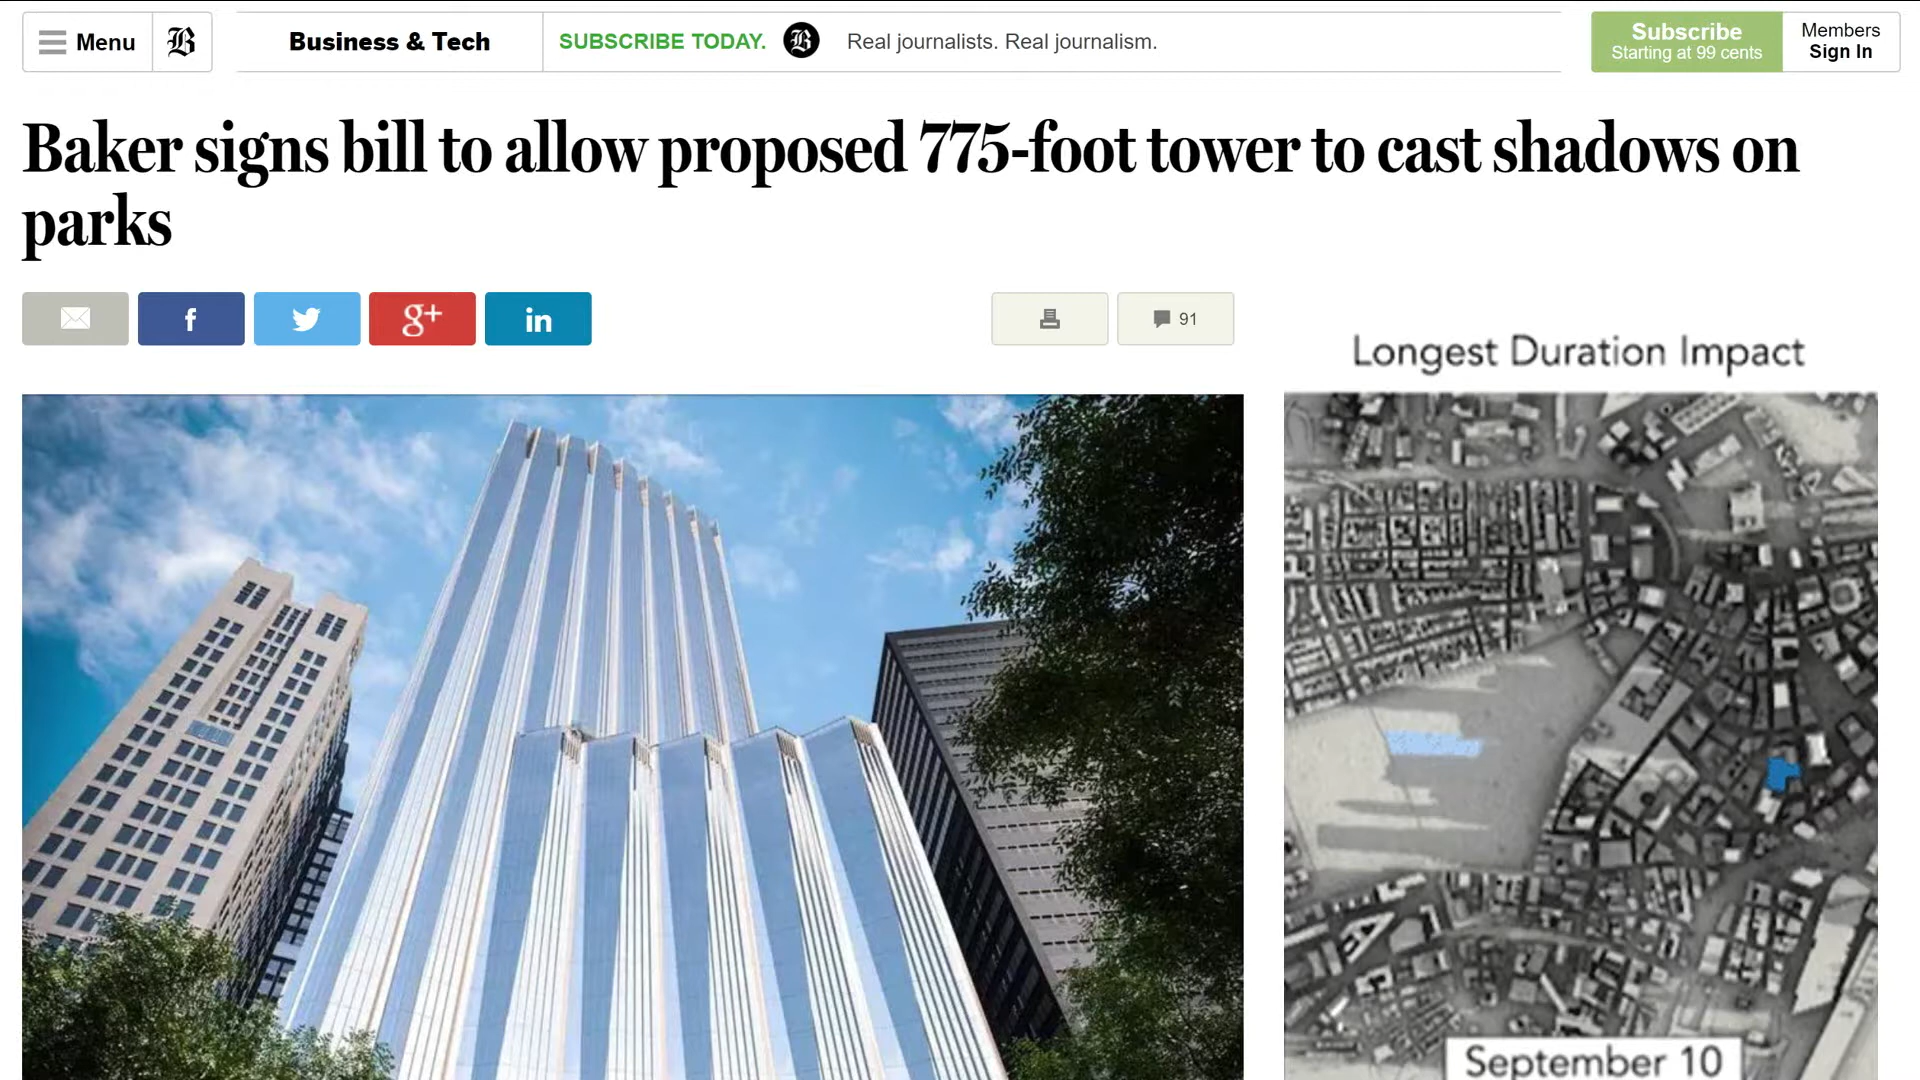 Menu
B
Business & Tech
SUBSCRIBE TODAY.
B
Real journalists. Real journalism.
Subscribe
Starting at 99 cents
Members
Sign In
Baker signs bill to allow proposed 775-foot tower to cast shadows on
parks
f
g+
in
91
Longest Duration Impact
September 10